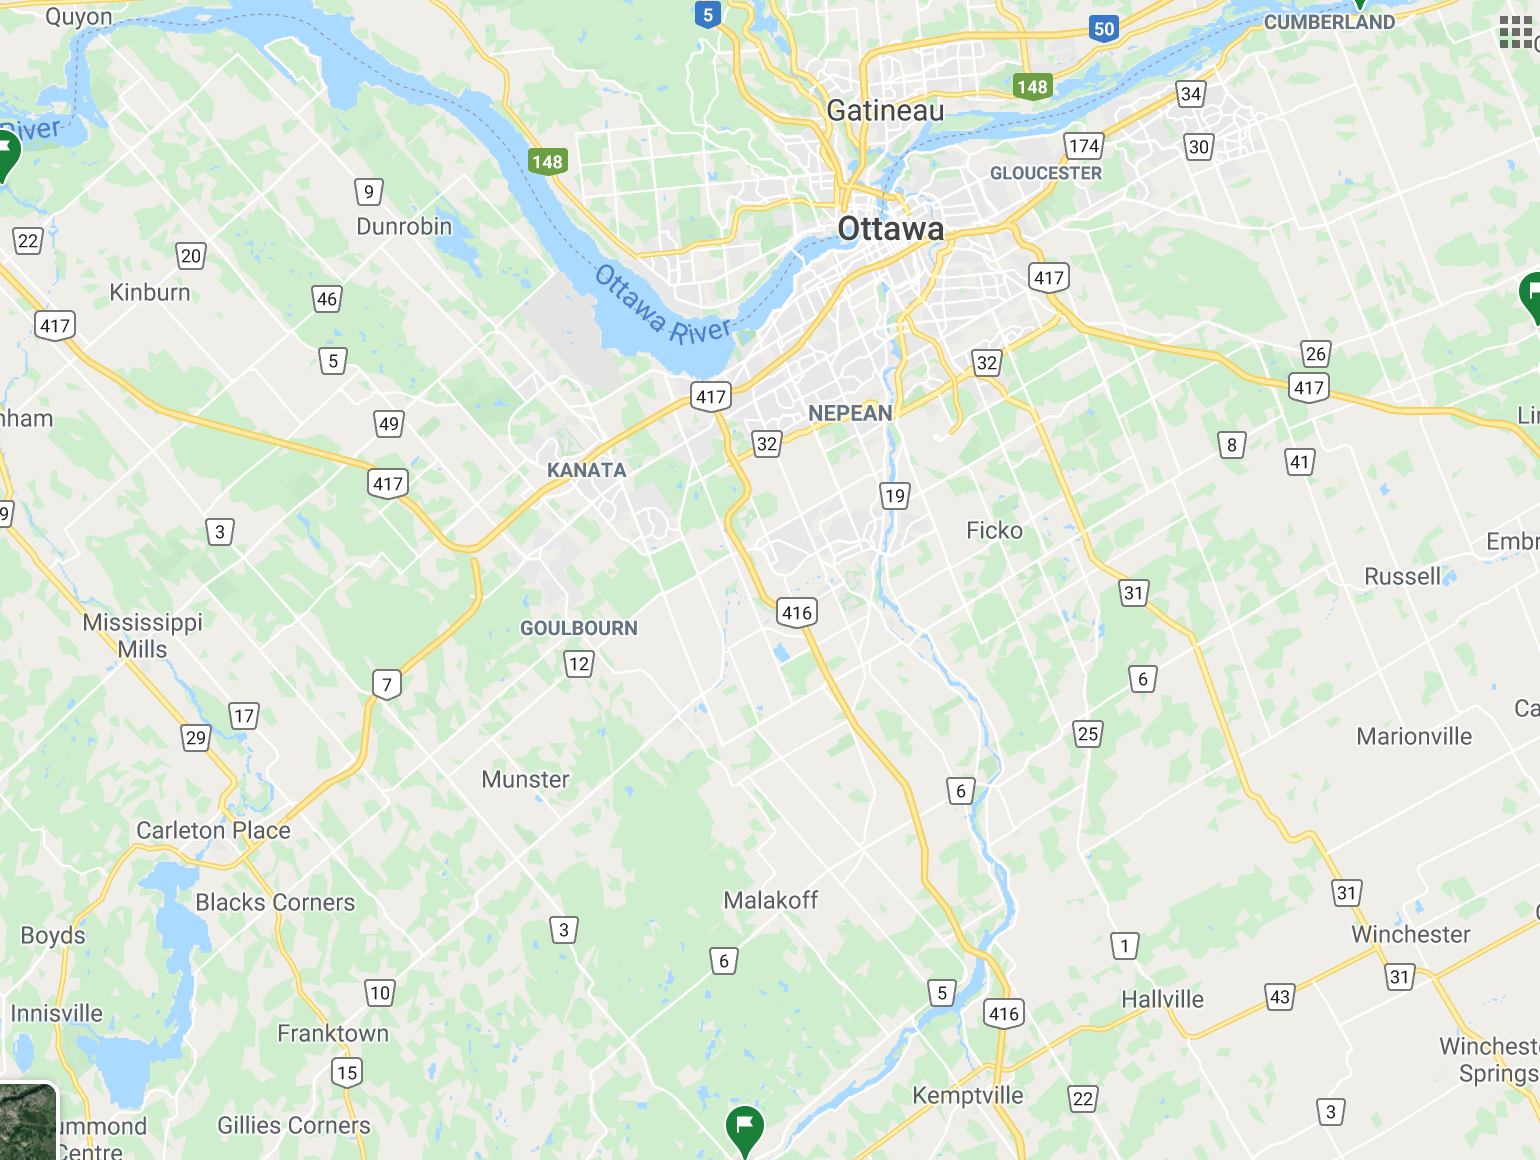 Quyon
5
50
CUMBERLAND
148
34
Gatineau
River
174
30
148
GLOUCESTER
9
Dunrobin
Ottawa
22
20
417
Kinburn
46
Ottawa River
417
5
32
26
417
417
NEPEAN
nham
49
32
8
41
Lin
KANATA
417
9
19
3
Ficko
Embr
Russell
31
416
Mississippi
Mills
GOULBOURN
12
7
6
17
29
25
Marionville
Ca
Munster
6
Carleton Place
Blacks Corners
Malakoff
31
Boyds
3
6
1
Winchester
31
10
5
43
Hallville
Innisville
416
Franktown
15
Winchest
Springs
Kemptville
22
3
ummond
Centre
Gillies Corners